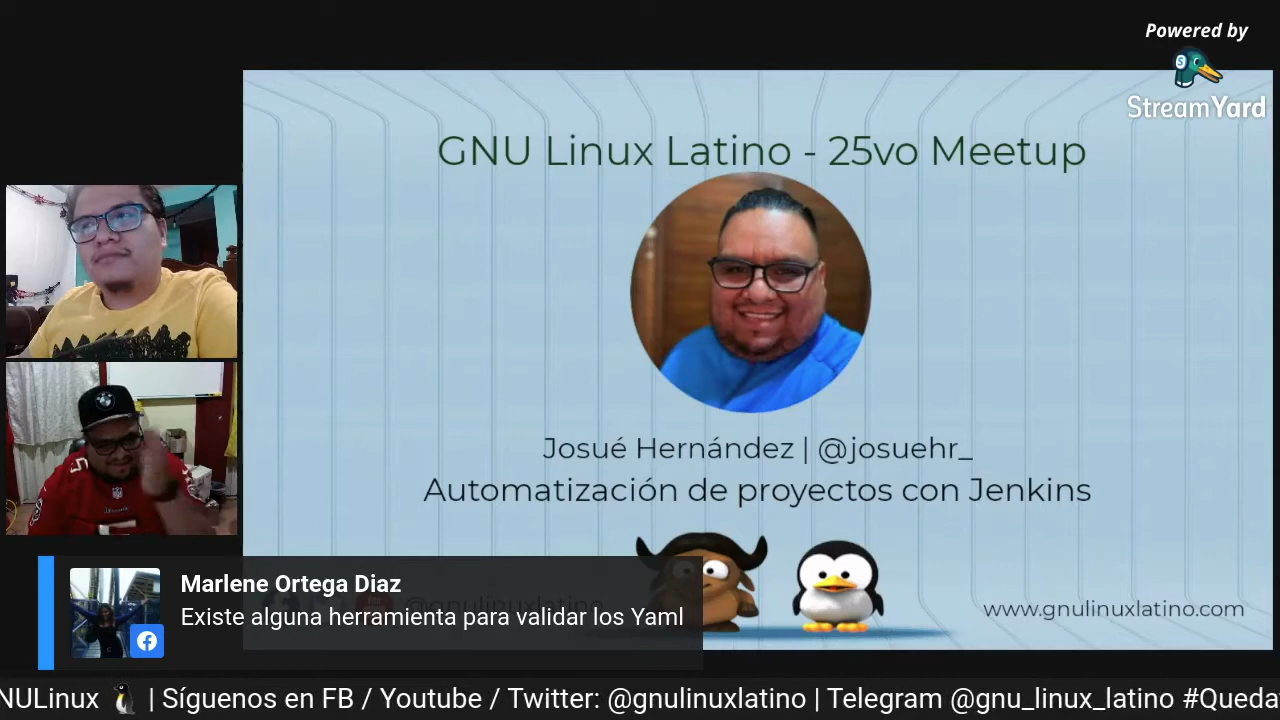 Powered by
StreamYard
GNU Linux Latino - 25vo Meetup
Josué Hernández | @josuehr_
Automatización de proyectos con Jenkins
@gnulinuxlatino
www.gnulinuxlatino.com
Marlene Ortega Diaz
Existe alguna herramienta para validar los Yaml
NULinux 🐧 | Síguenos en FB / Youtube / Twitter: @gnulinuxlatino | Telegram @gnu_linux_latino #Queda